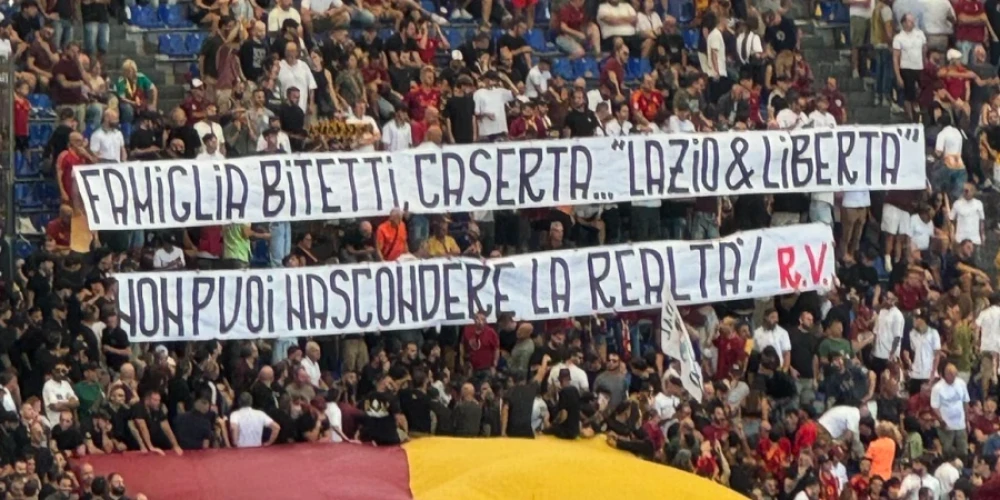 FAMIGLIA BITETTI, CASERTA... "LAZIO & LIBERTA'"
NON PUOI NASCONDERE LA REALTA'! R.V.